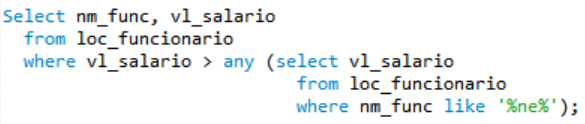 Select nm_func, vl_salario
from loc_funcionario
where vl_salario > any (select vl_salario
from loc_funcionario
where nm_func like '%ne%');